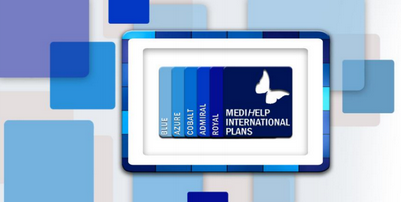 BLUE
AZURE
COBALT
ADMIRAL
ROYAL
MEDIHELP
INTERNATIONAL
PLANS